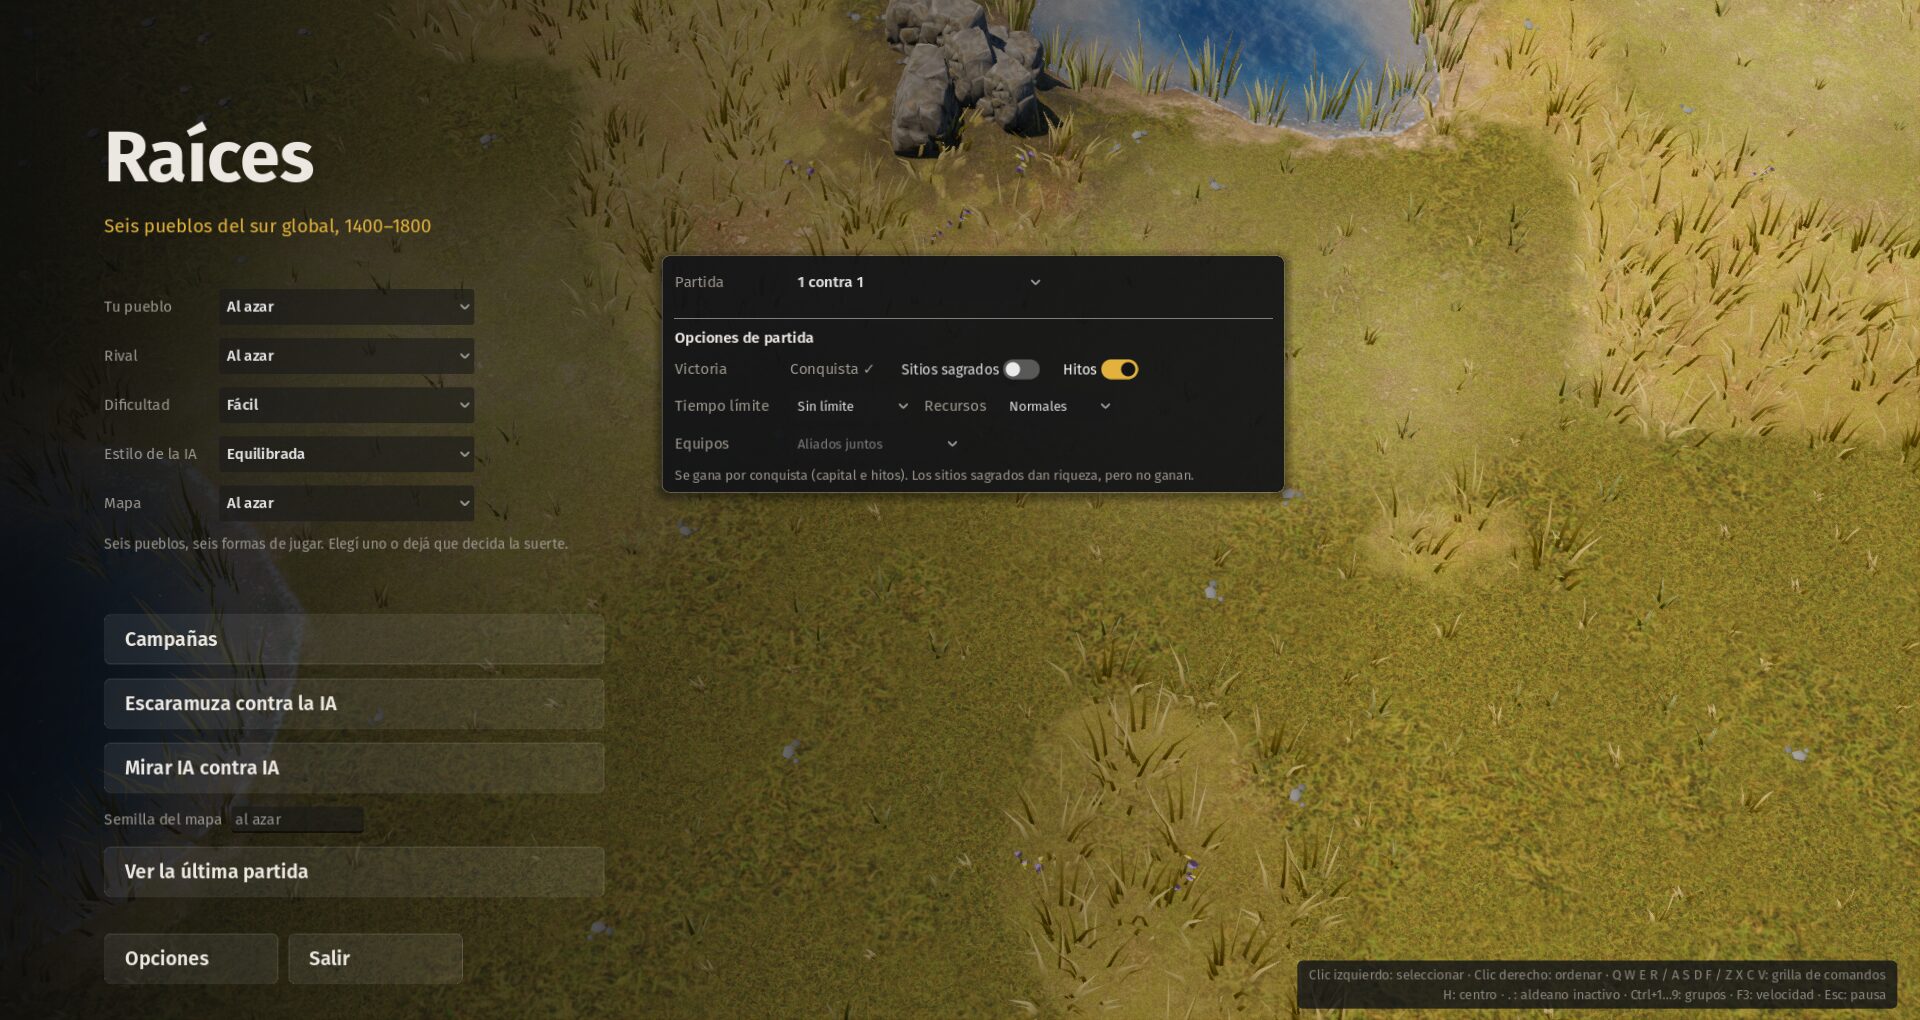 Raíces
Seis pueblos del sur global, 1400–1800
Tu pueblo Al azar
Rival Al azar
Dificultad Fácil
Estilo de la IA Equilibrada
Mapa Al azar
Seis pueblos, seis formas de jugar. Elegí uno o dejá que decida la suerte.
Campañas
Escaramuza contra la IA
Mirar IA contra IA
Semilla del mapa al azar
Ver la última partida
Opciones Salir
Partida 1 contra 1
Opciones de partida
Victoria Conquista ✓ Sitios sagrados Hitos
Tiempo límite Sin límite Recursos Normales
Equipos Aliados juntos
Se gana por conquista (capital e hitos). Los sitios sagrados dan riqueza, pero no ganan.
Clic izquierdo: seleccionar · Clic derecho: ordenar · Q W E R / A S D F / Z X C V: grilla de comandos
H: centro · . : aldeano inactivo · Ctrl+1...9: grupos · F3: velocidad · Esc: pausa